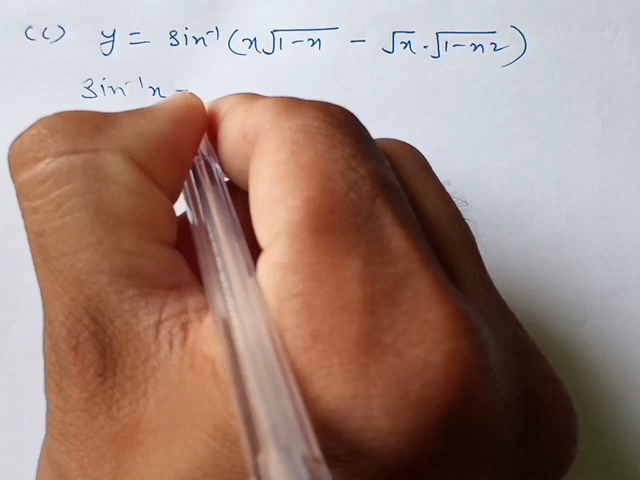 (c) y = sin⁻¹(x√1-x - √x · √1-x2)
sin⁻¹x -